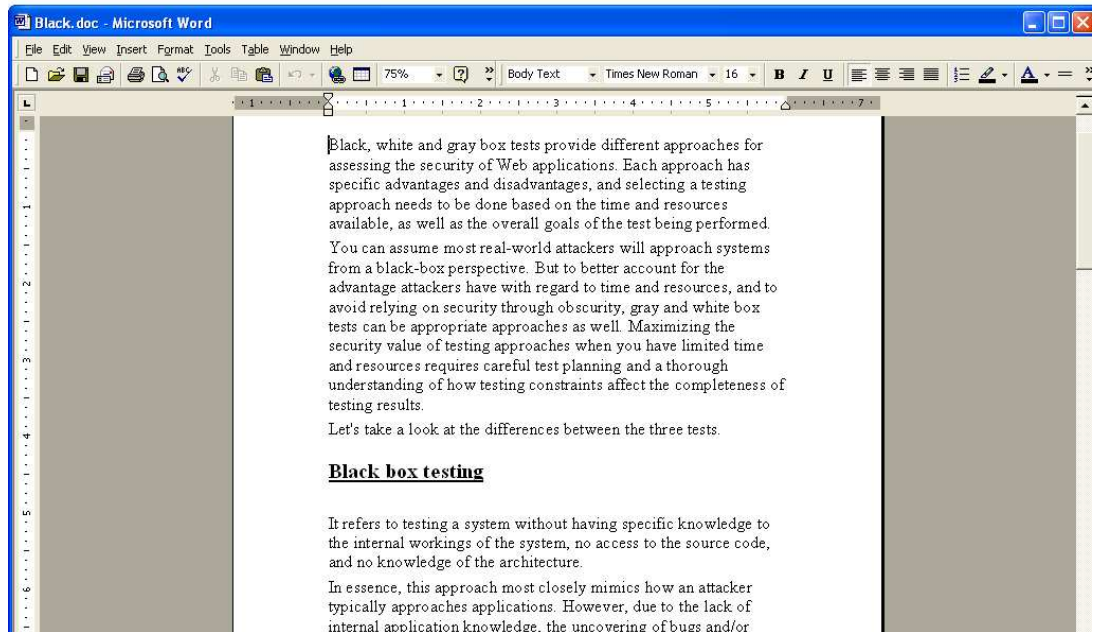 Black.doc - Microsoft Word
File Edit View Insert Format Tools Table Window Help
75% Body Text Times New Roman 16 B I U A
1 1 2 3 4 5 7
Black, white and gray box tests provide different approaches for
assessing the security of Web applications. Each approach has
specific advantages and disadvantages, and selecting a testing
approach needs to be done based on the time and resources
available, as well as the overall goals of the test being performed.
You can assume most real-world attackers will approach systems
from a black-box perspective. But to better account for the
advantage attackers have with regard to time and resources, and to
avoid relying on security through obscurity, gray and white box
tests can be appropriate approaches as well. Maximizing the
security value of testing approaches when you have limited time
and resources requires careful test planning and a thorough
understanding of how testing constraints affect the completeness of
testing results.
Let's take a look at the differences between the three tests.
Black box testing
It refers to testing a system without having specific knowledge to
the internal workings of the system, no access to the source code,
and no knowledge of the architecture.
In essence, this approach most closely mimics how an attacker
typically approaches applications. However, due to the lack of
internal application knowledge, the uncovering of bugs and/or